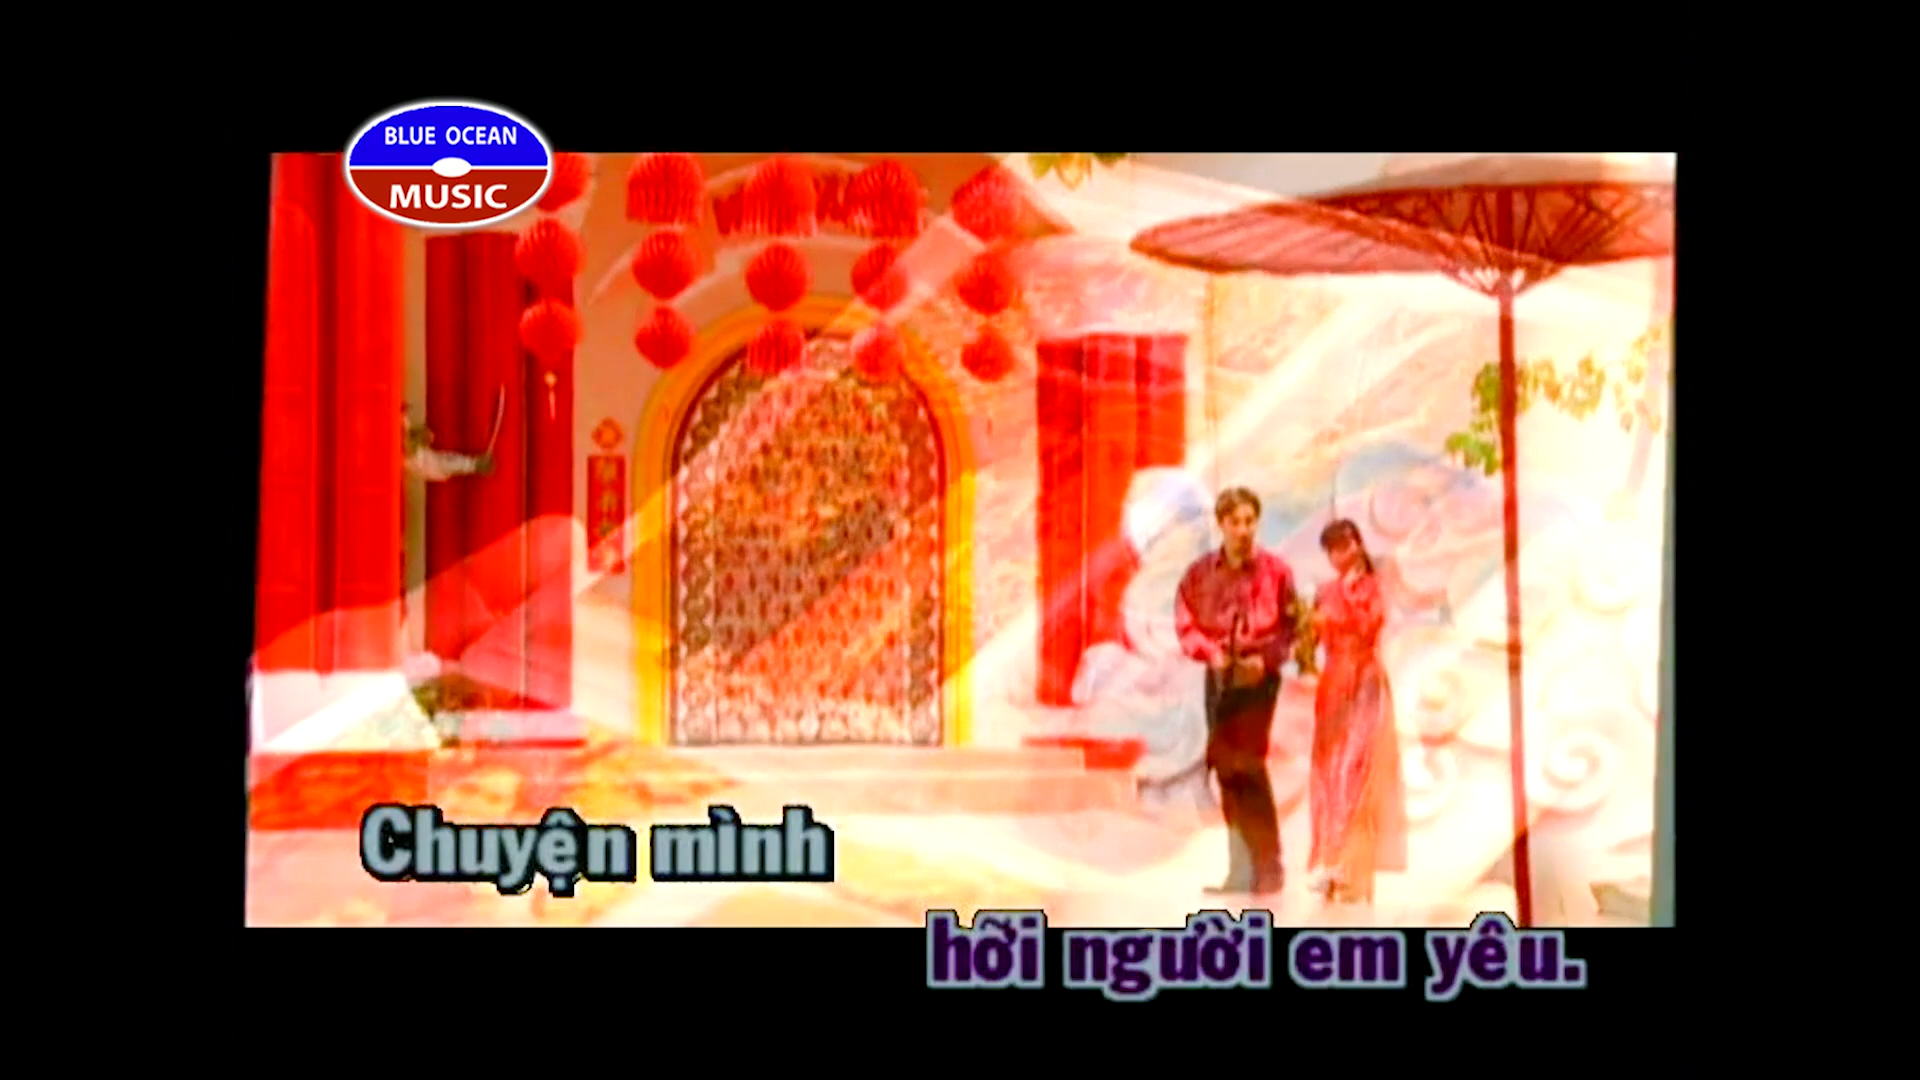 BLUE OCEAN
MUSIC
Chuyện mình
hỡi người em yêu.